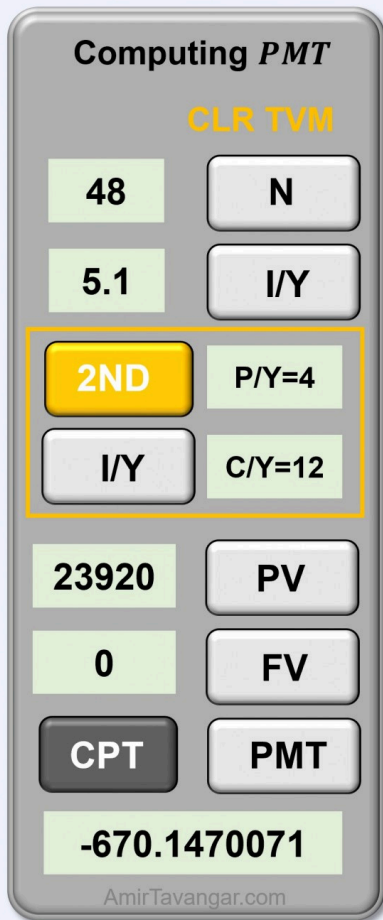 Computing PMT
CLR TVM
48 N
5.1 I/Y
2ND P/Y=4
I/Y C/Y=12
23920 PV
0 FV
CPT PMT
-670.1470071
AmirTavangar.com